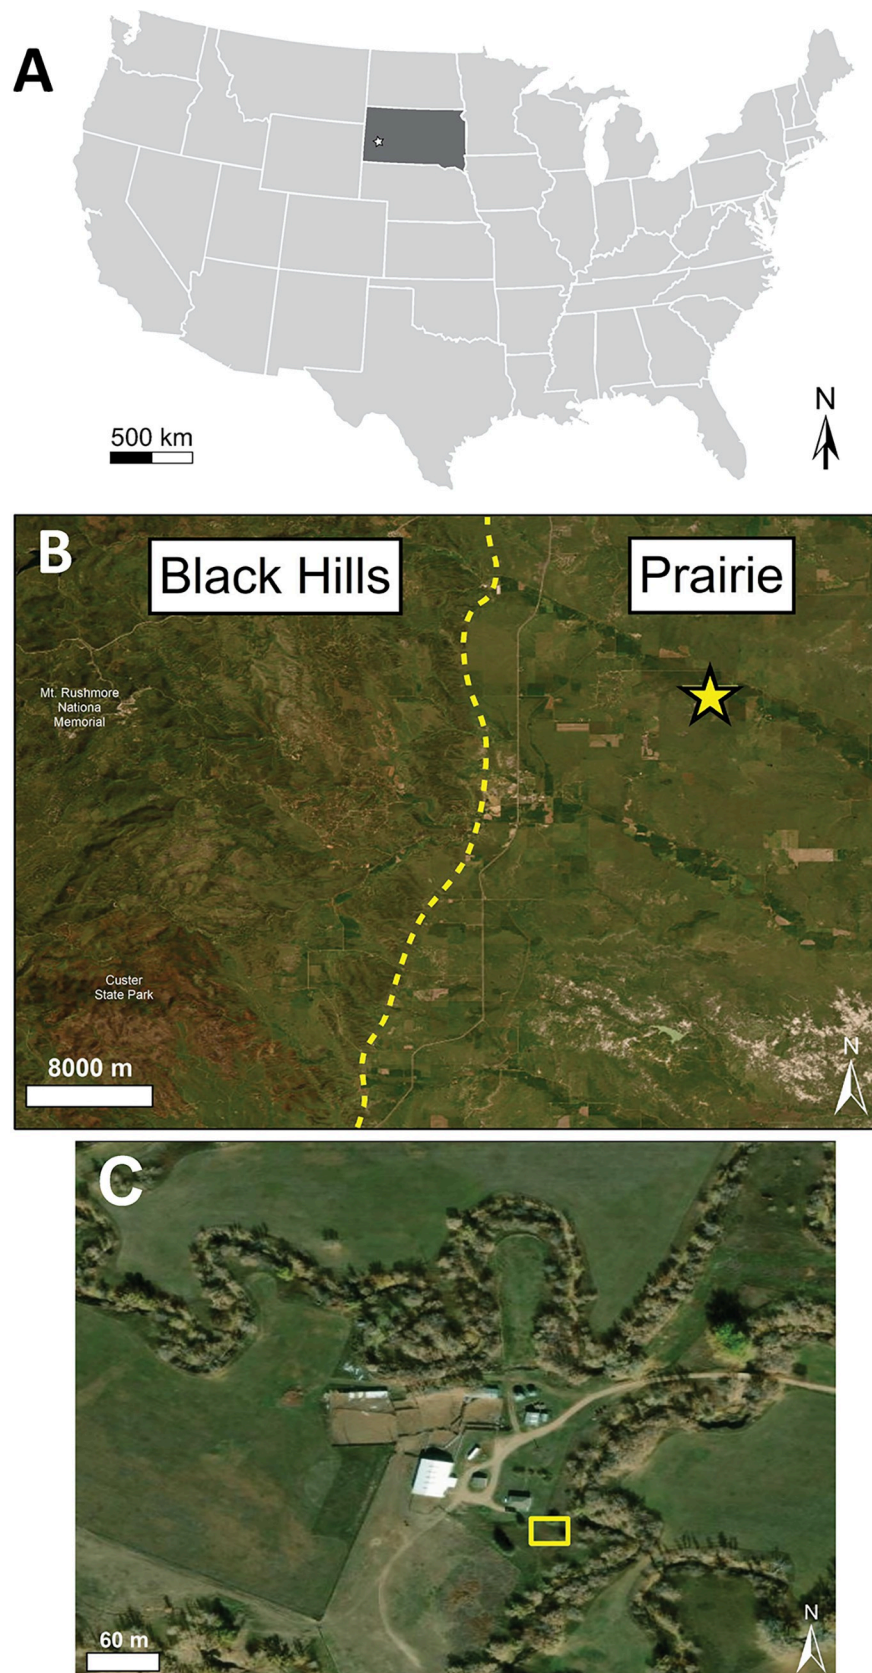 A
500 km
N
B
Black Hills
Prairie
Mt. Rushmore
Nationa
Memorial
Custer
State Park
8000 m
N
C
60 m
N